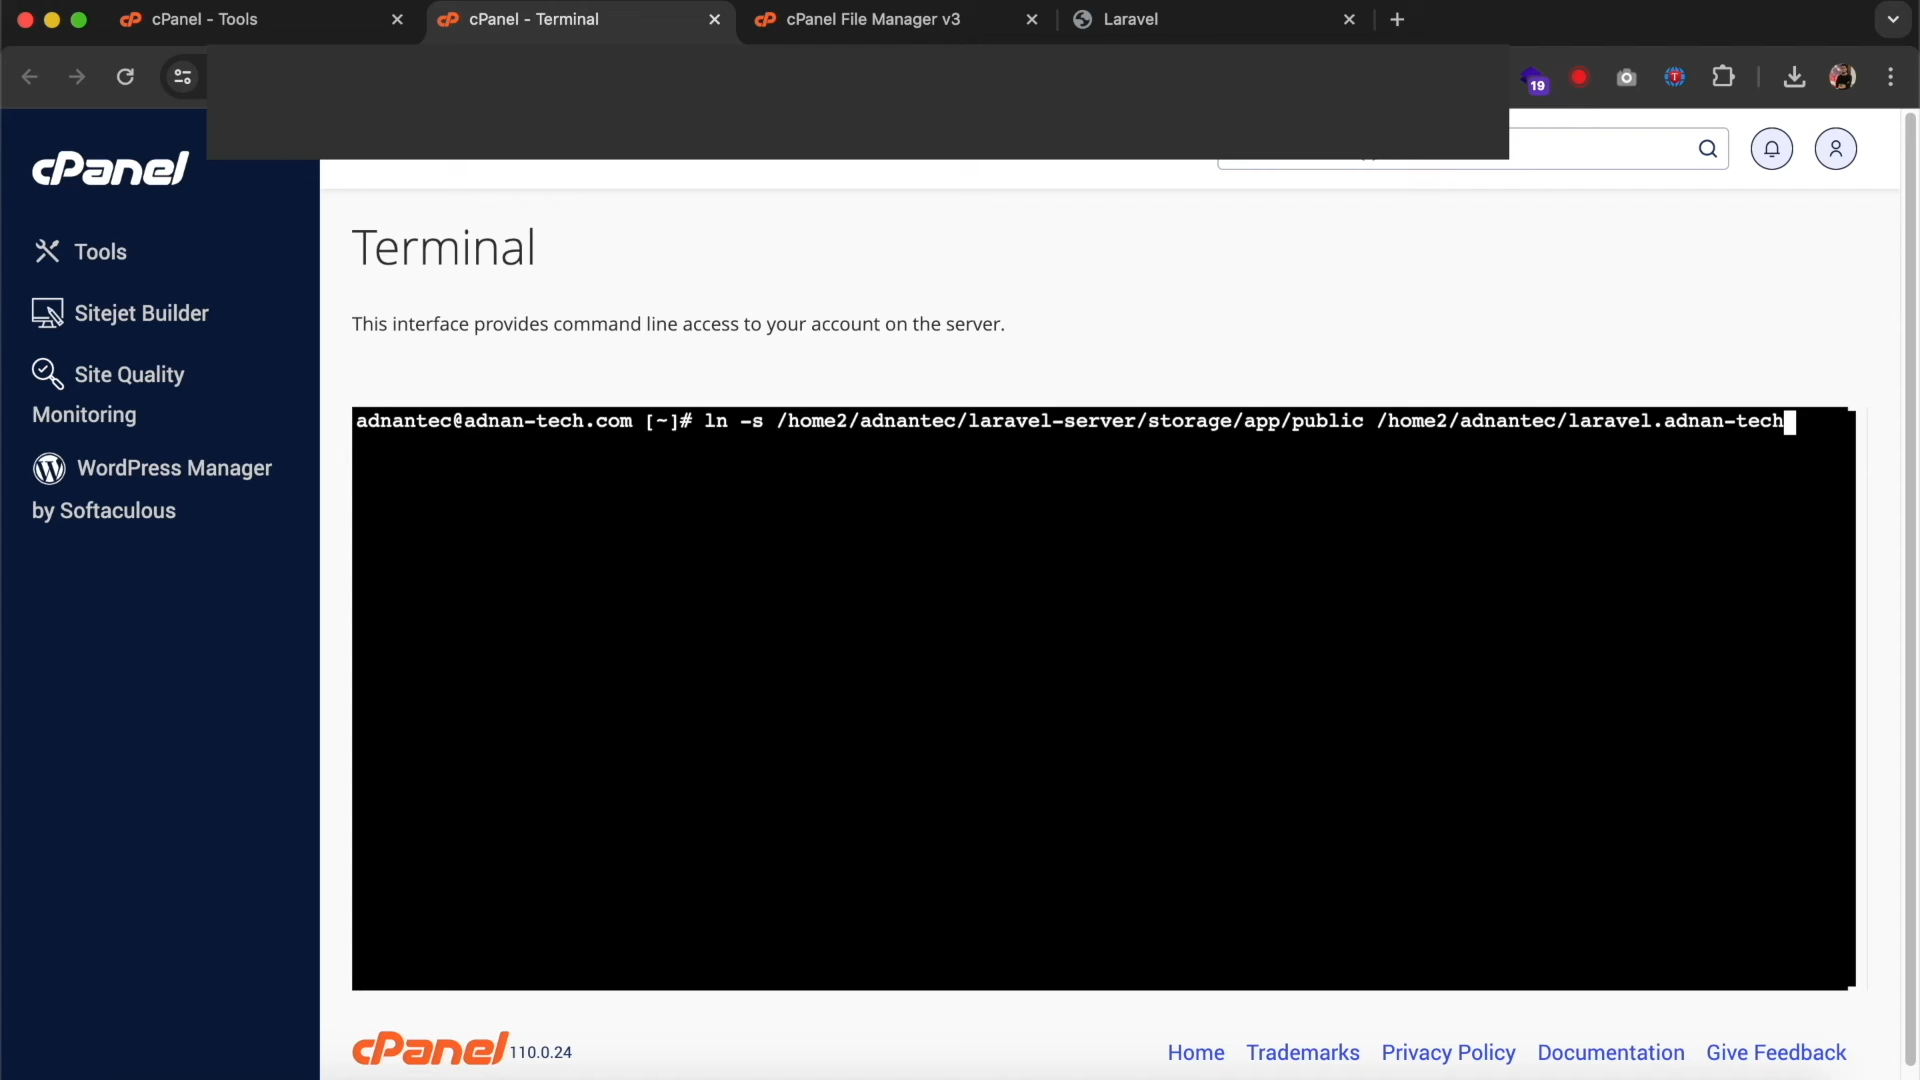 cPanel - Tools
cPanel - Terminal
cPanel File Manager v3
Laravel
19
T
cPanel
Tools
Sitejet Builder
Site Quality
Monitoring
WordPress Manager
by Softaculous
Terminal
This interface provides command line access to your account on the server.
adnantec@adnan-tech.com [~]# ln -s /home2/adnantec/laravel-server/storage/app/public /home2/adnantec/laravel.adnan-tech
cPanel 110.0.24
Home
Trademarks
Privacy Policy
Documentation
Give Feedback